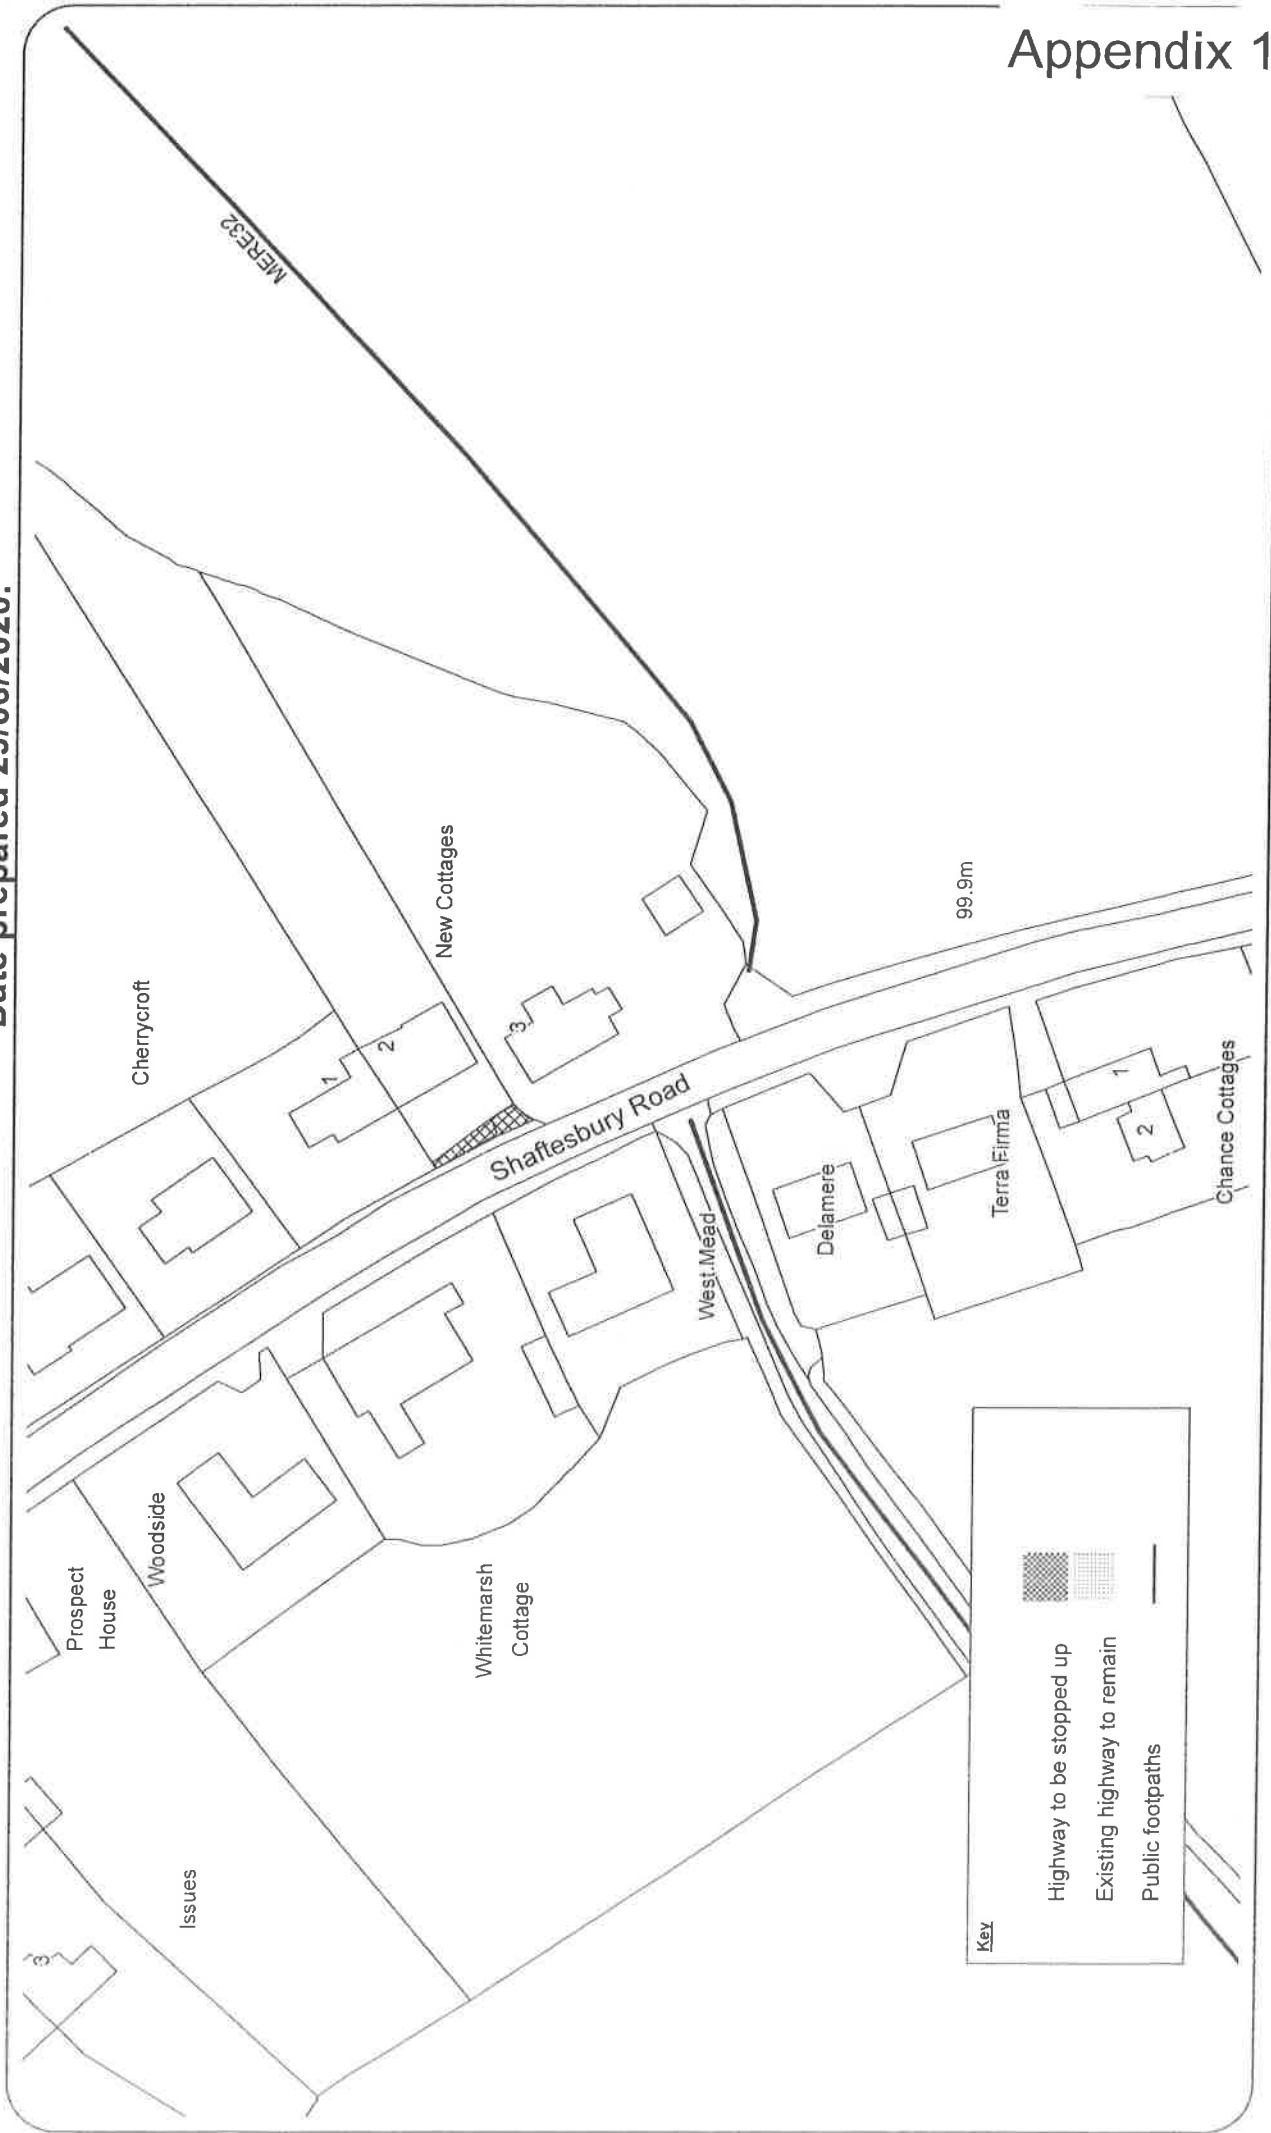 Appendix 1
Date prepared
MERE32
Cherrycroft
New Cottages
1
2
3
99.9m
Shaftesbury Road
West Mead
Delamere
Terra Firma
1
2
Chance Cottages
Prospect
House
Woodside
Whitemarsh
Cottage
Issues
3
Key
Highway to be stopped up
Existing highway to remain
Public footpaths